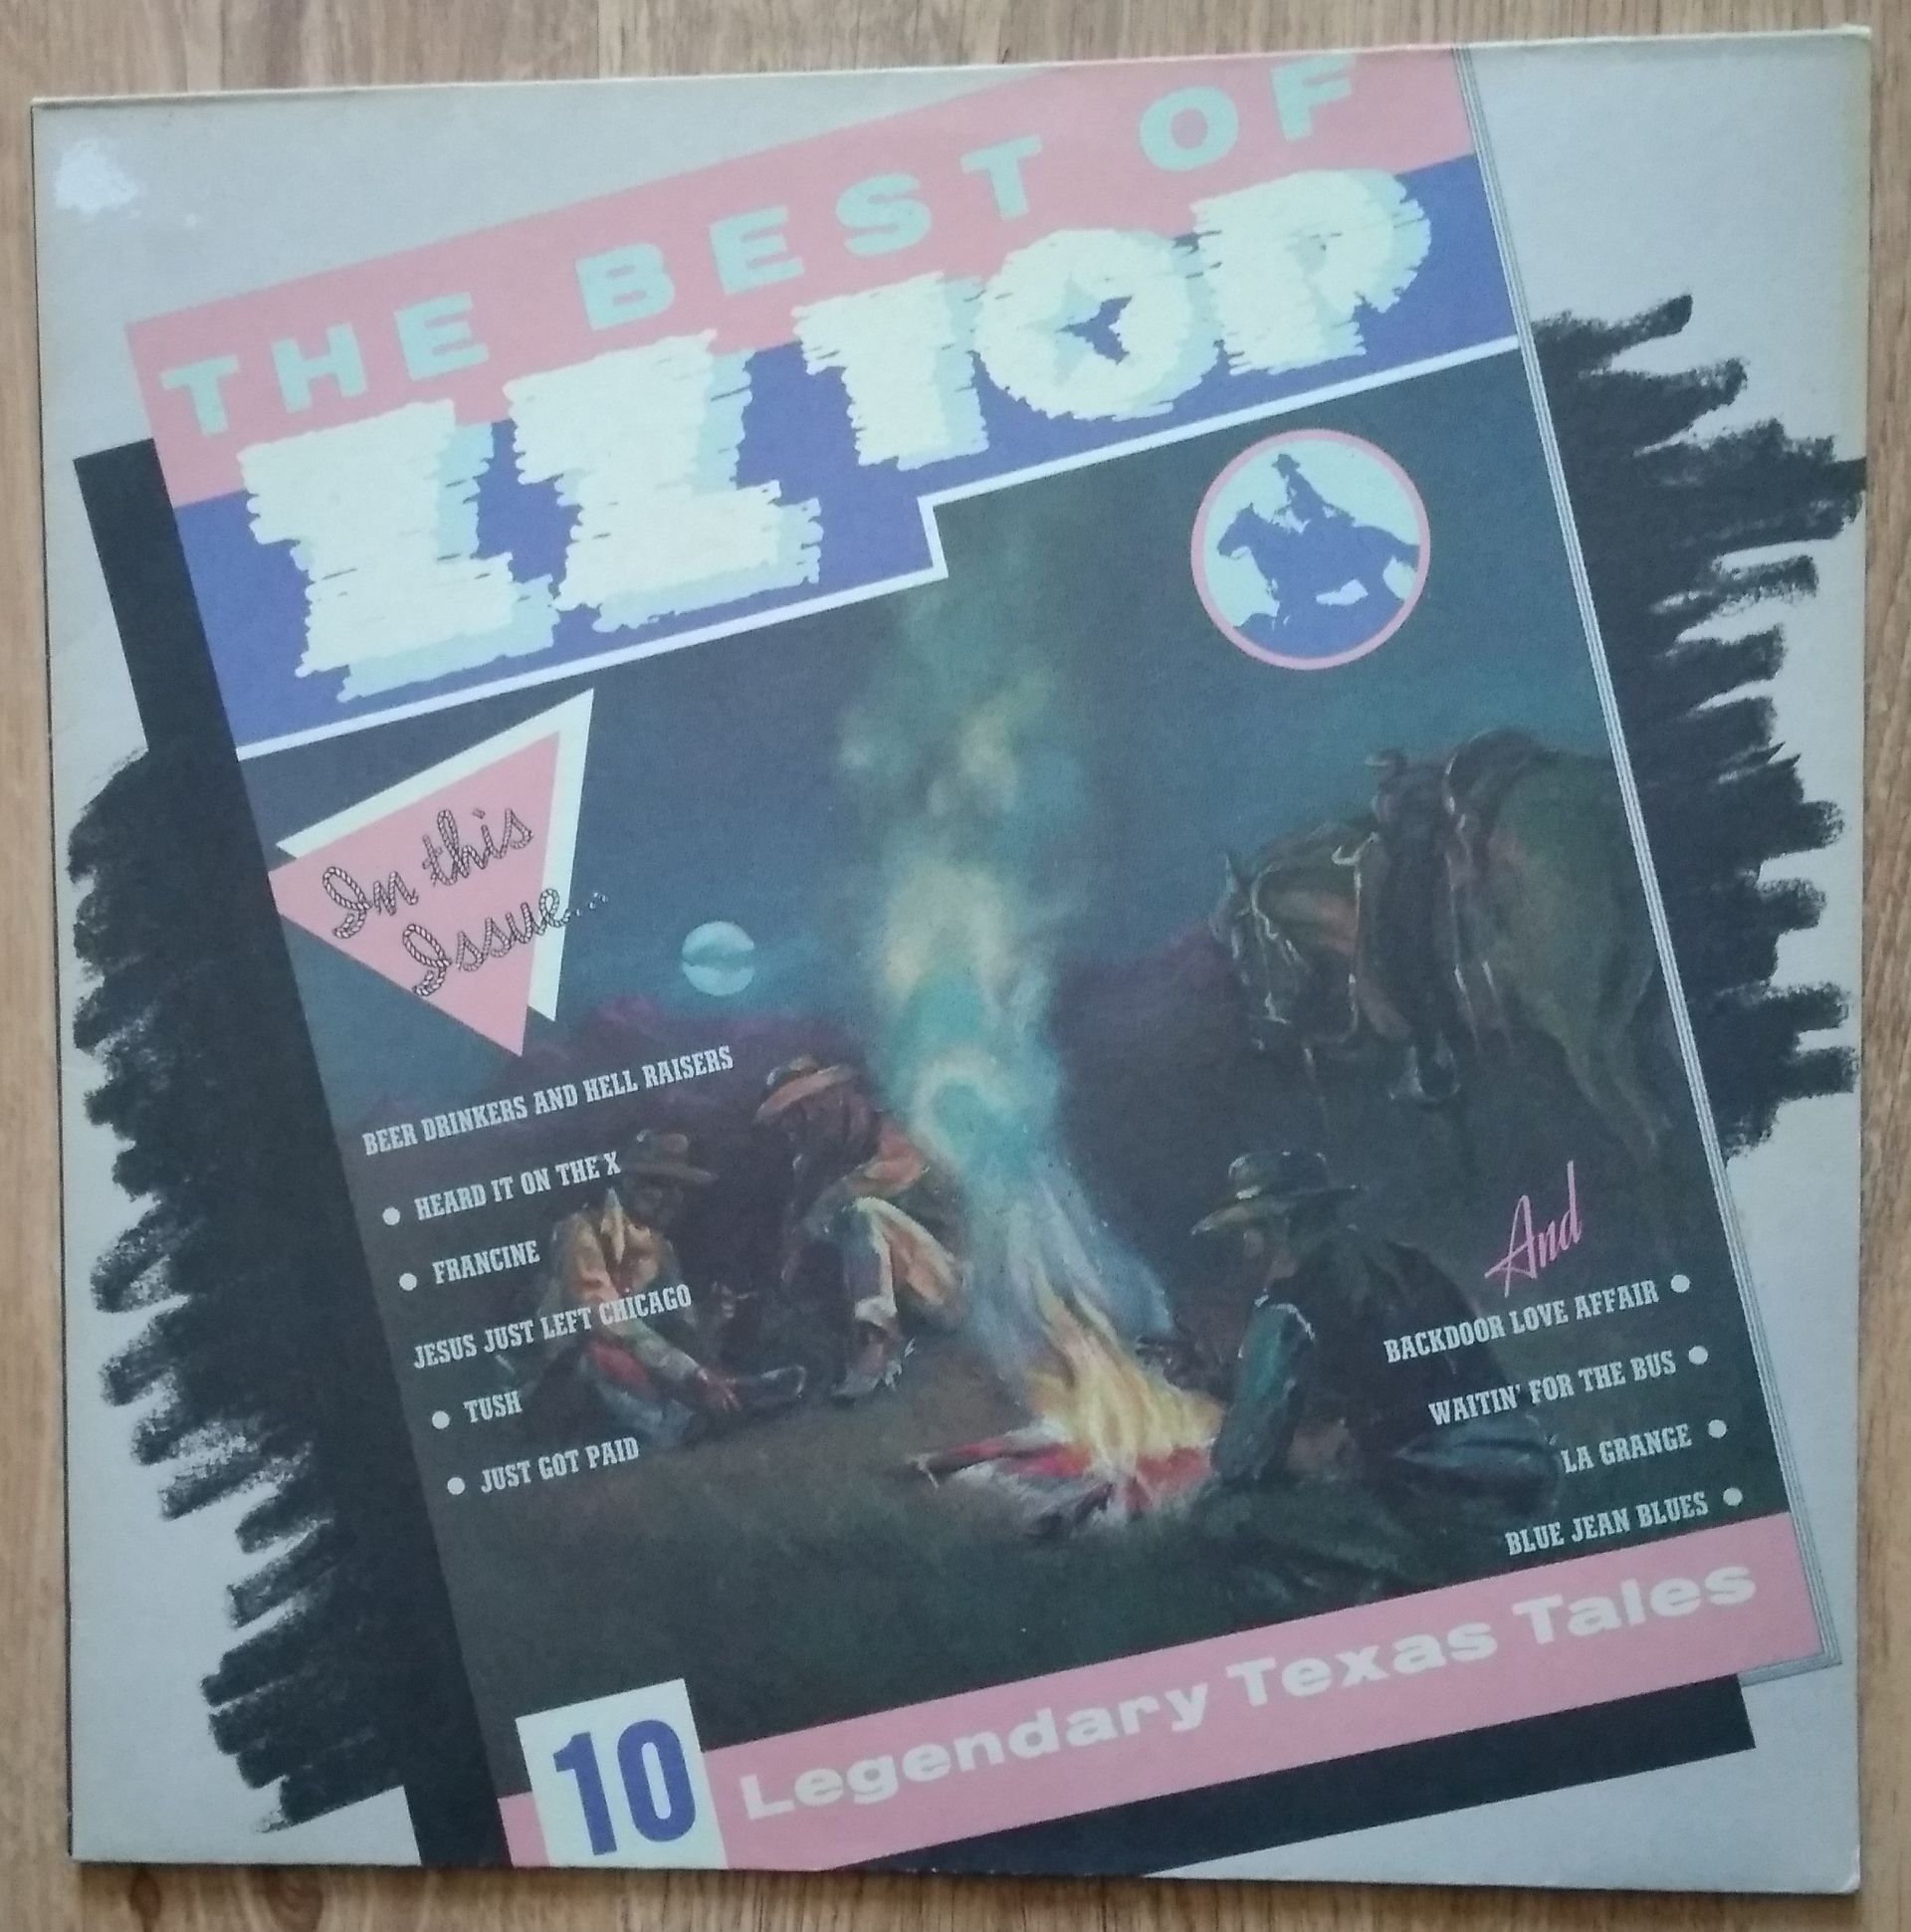 THE BEST OF
ZZ TOP
In this
Issue...
BEER DRINKERS AND HELL RAISERS
• HEARD IT ON THE X
• FRANCINE
JESUS JUST LEFT CHICAGO
• TUSH
• JUST GOT PAID
And
BACKDOOR LOVE AFFAIR •
WAITIN' FOR THE BUS •
LA GRANGE •
BLUE JEAN BLUES •
10 Legendary Texas Tales